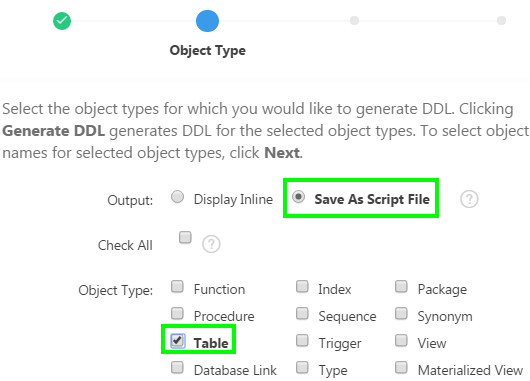 Object Type
Select the object types for which you would like to generate DDL. Clicking
Generate DDL generates DDL for the selected object types. To select object
names for selected object types, click Next.
Output: Display Inline Save As Script File ?
Check All ?
Object Type: Function Index Package
Procedure Sequence Synonym
Table Trigger View
Database Link Type Materialized View